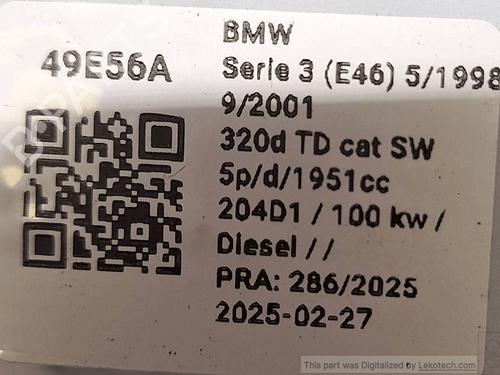 49E56A
BMW
Serie 3 (E46) 5/1998
9/2001
320d TD cat SW
5p/d/1951cc
204D1 / 100 kw /
Diesel / /
PRA: 286/2025
2025-02-27
This part was Digitalized by Lekotech.com